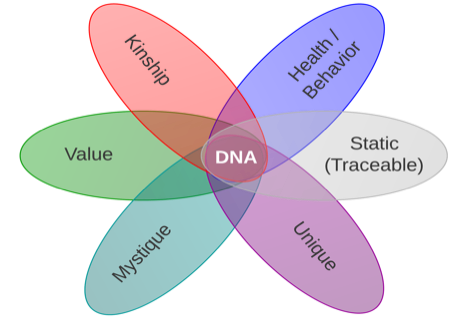 Kinship
Health /
Behavior
Value
DNA
Static
(Traceable)
Mystique
Unique